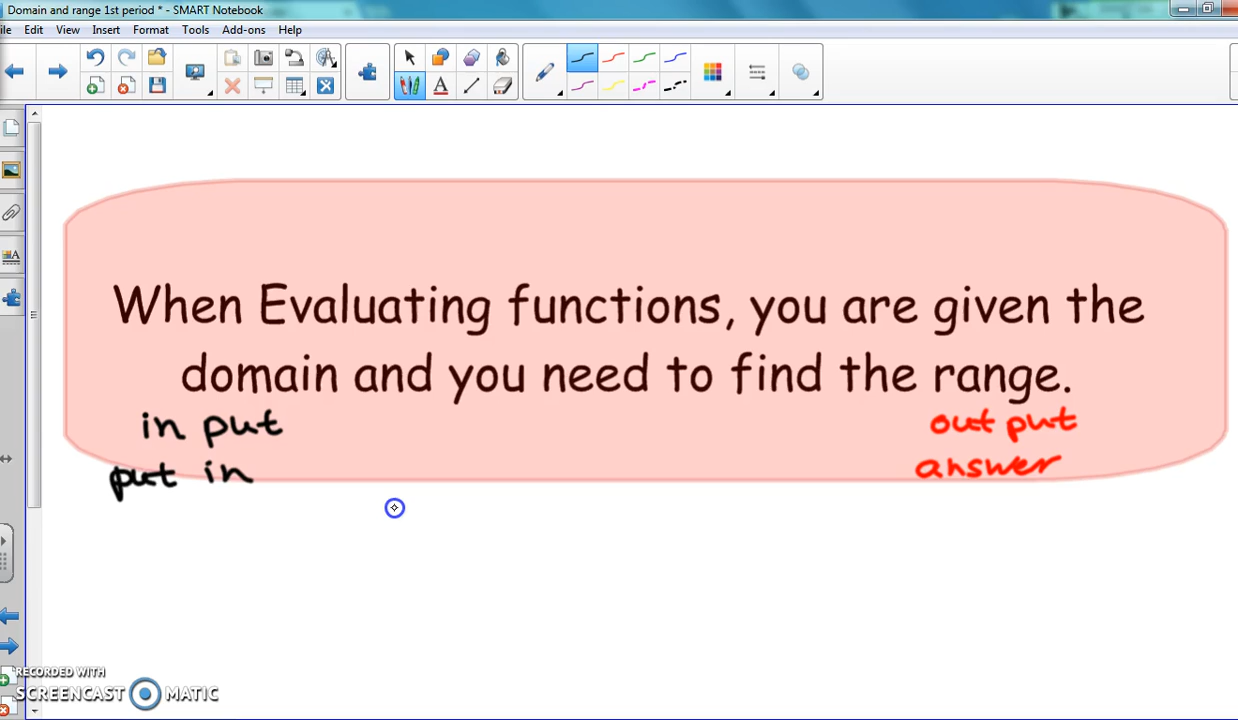 Domain and range 1st period * - SMART Notebook
ile Edit View Insert Format Tools Add-ons Help
When Evaluating functions, you are given the
domain and you need to find the range.
in put
out put
put in
answer
RECORDED WITH
SCREENCAST MATIC